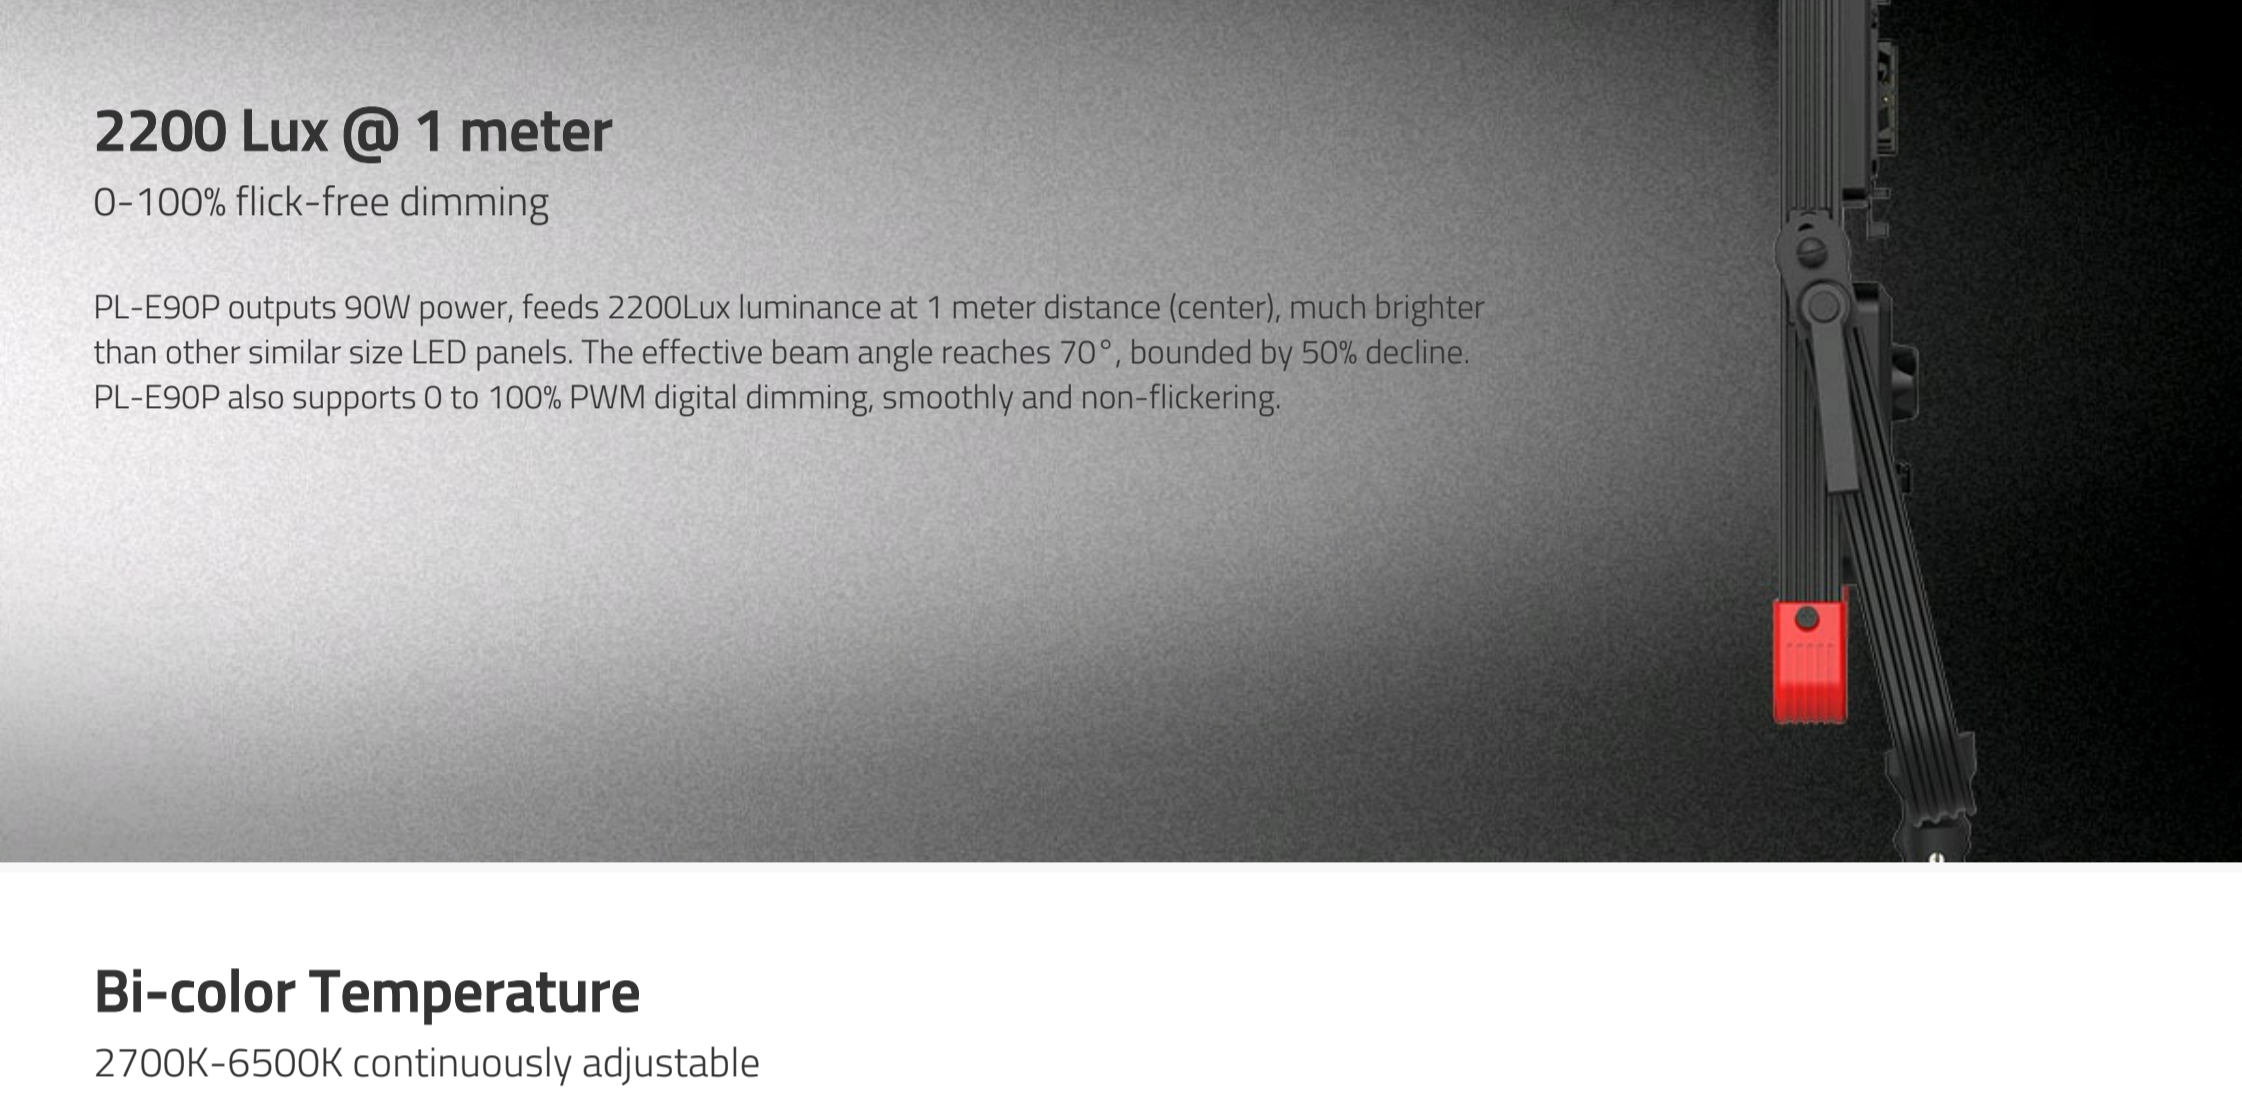 2200 Lux @ 1 meter
0-100% flick-free dimming
PL-E90P outputs 90W power, feeds 2200Lux luminance at 1 meter distance (center), much brighter
than other similar size LED panels. The effective beam angle reaches 70°, bounded by 50% decline.
PL-E90P also supports 0 to 100% PWM digital dimming, smoothly and non-flickering.
Bi-color Temperature
2700K-6500K continuously adjustable